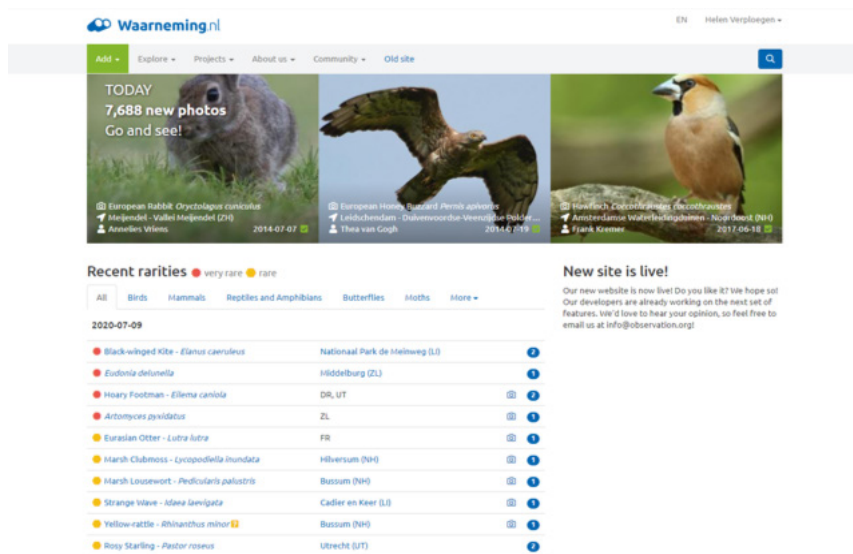 Waarneming.nl
EN Helen Verploegen
Add Explore Projects About us Community Old site
TODAY
7,688 new photos
Go and see!
European Rabbit Oryctolagus cuniculus
Meijendel - Vallei Meijendel (ZH)
Annelies Vriens 2014-07-07
European Honey Buzzard Pernis apivorus
Leidschendam - Duivenvoordse-Veenzijdse Polder...
Thea van Gogh 2014-07-19
Hawfinch Coccothraustes coccothraustes
Amsterdamse Waterleidingduinen - Noordoost (NH)
Frank Kremer 2017-06-18
Recent rarities very rare rare
All Birds Mammals Reptiles and Amphibians Butterflies Moths More
2020-07-09
Black-winged Kite - Elanus caeruleus Nationaal Park de Meinweg (LI) 2
Eudonia delunella Middelburg (ZL) 1
Hoary Footman - Eilema caniola DR, UT 2
Artomyces pyxidatus ZL 1
Eurasian Otter - Lutra lutra FR 1
Marsh Clubmoss - Lycopodiella inundata Hilversum (NH) 1
Marsh Lousewort - Pedicularis palustris Bussum (NH) 1
Strange Wave - Idaea laevigata Cadier en Keer (LI) 1
Yellow-rattle - Rhinanthus minor Bussum (NH) 1
Rosy Starling - Pastor roseus Utrecht (UT) 2
New site is live!
Our new website is now live! Do you like it? We hope so!
Our developers are already working on the next set of
features. We'd love to hear your opinion, so feel free to
email us at info@observation.org!